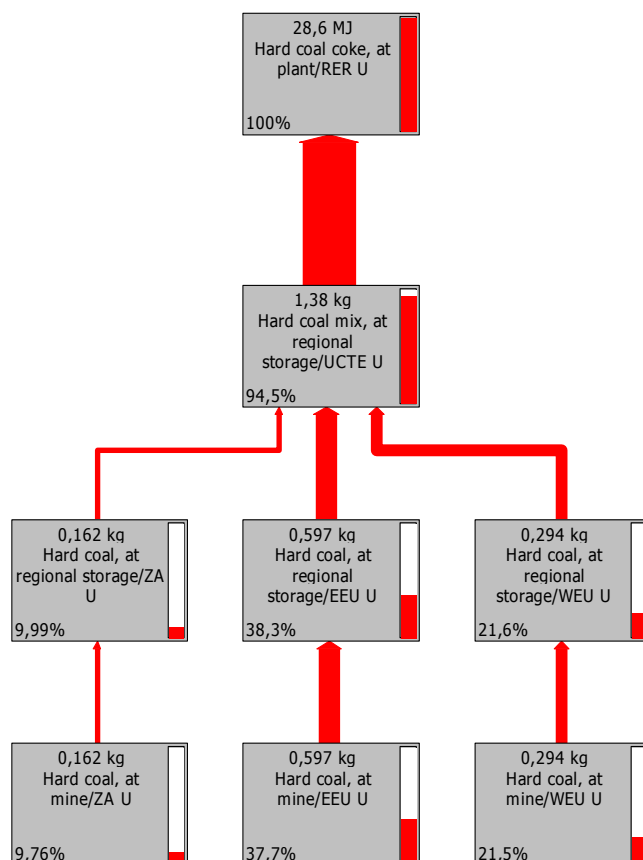 28,6 MJ
Hard coal coke, at
plant/RER U
100%
1,38 kg
Hard coal mix, at
regional
storage/UCTE U
94,5%
0,162 kg
Hard coal, at
regional storage/ZA
U
9,99%
0,597 kg
Hard coal, at
regional
storage/EEU U
38,3%
0,294 kg
Hard coal, at
regional
storage/WEU U
21,6%
0,162 kg
Hard coal, at
mine/ZA U
9,76%
0,597 kg
Hard coal, at
mine/EEU U
37,7%
0,294 kg
Hard coal, at
mine/WEU U
21,5%